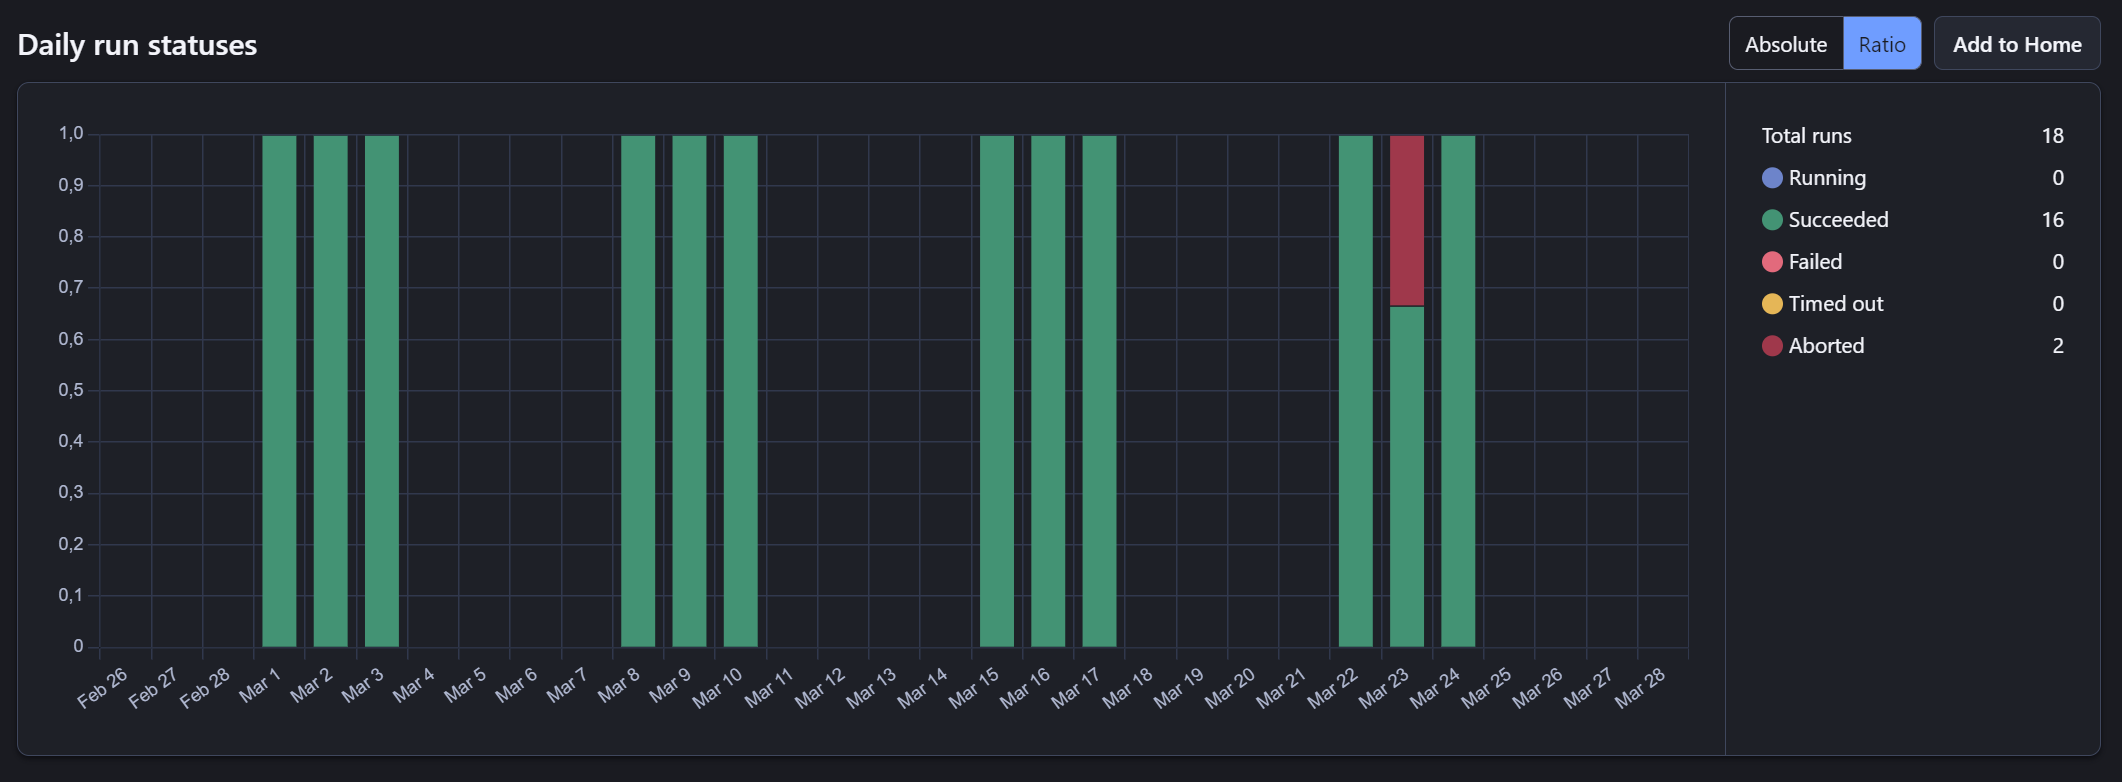 Daily run statuses
Absolute
Ratio
Add to Home
1,0
0,9
0,8
0,7
0,6
0,5
0,4
0,3
0,2
0,1
0
Feb 26
Feb 27
Feb 28
Mar 1
Mar 2
Mar 3
Mar 4
Mar 5
Mar 6
Mar 7
Mar 8
Mar 9
Mar 10
Mar 11
Mar 12
Mar 13
Mar 14
Mar 15
Mar 16
Mar 17
Mar 18
Mar 19
Mar 20
Mar 21
Mar 22
Mar 23
Mar 24
Mar 25
Mar 26
Mar 27
Mar 28
Total runs 18
Running 0
Succeeded 16
Failed 0
Timed out 0
Aborted 2